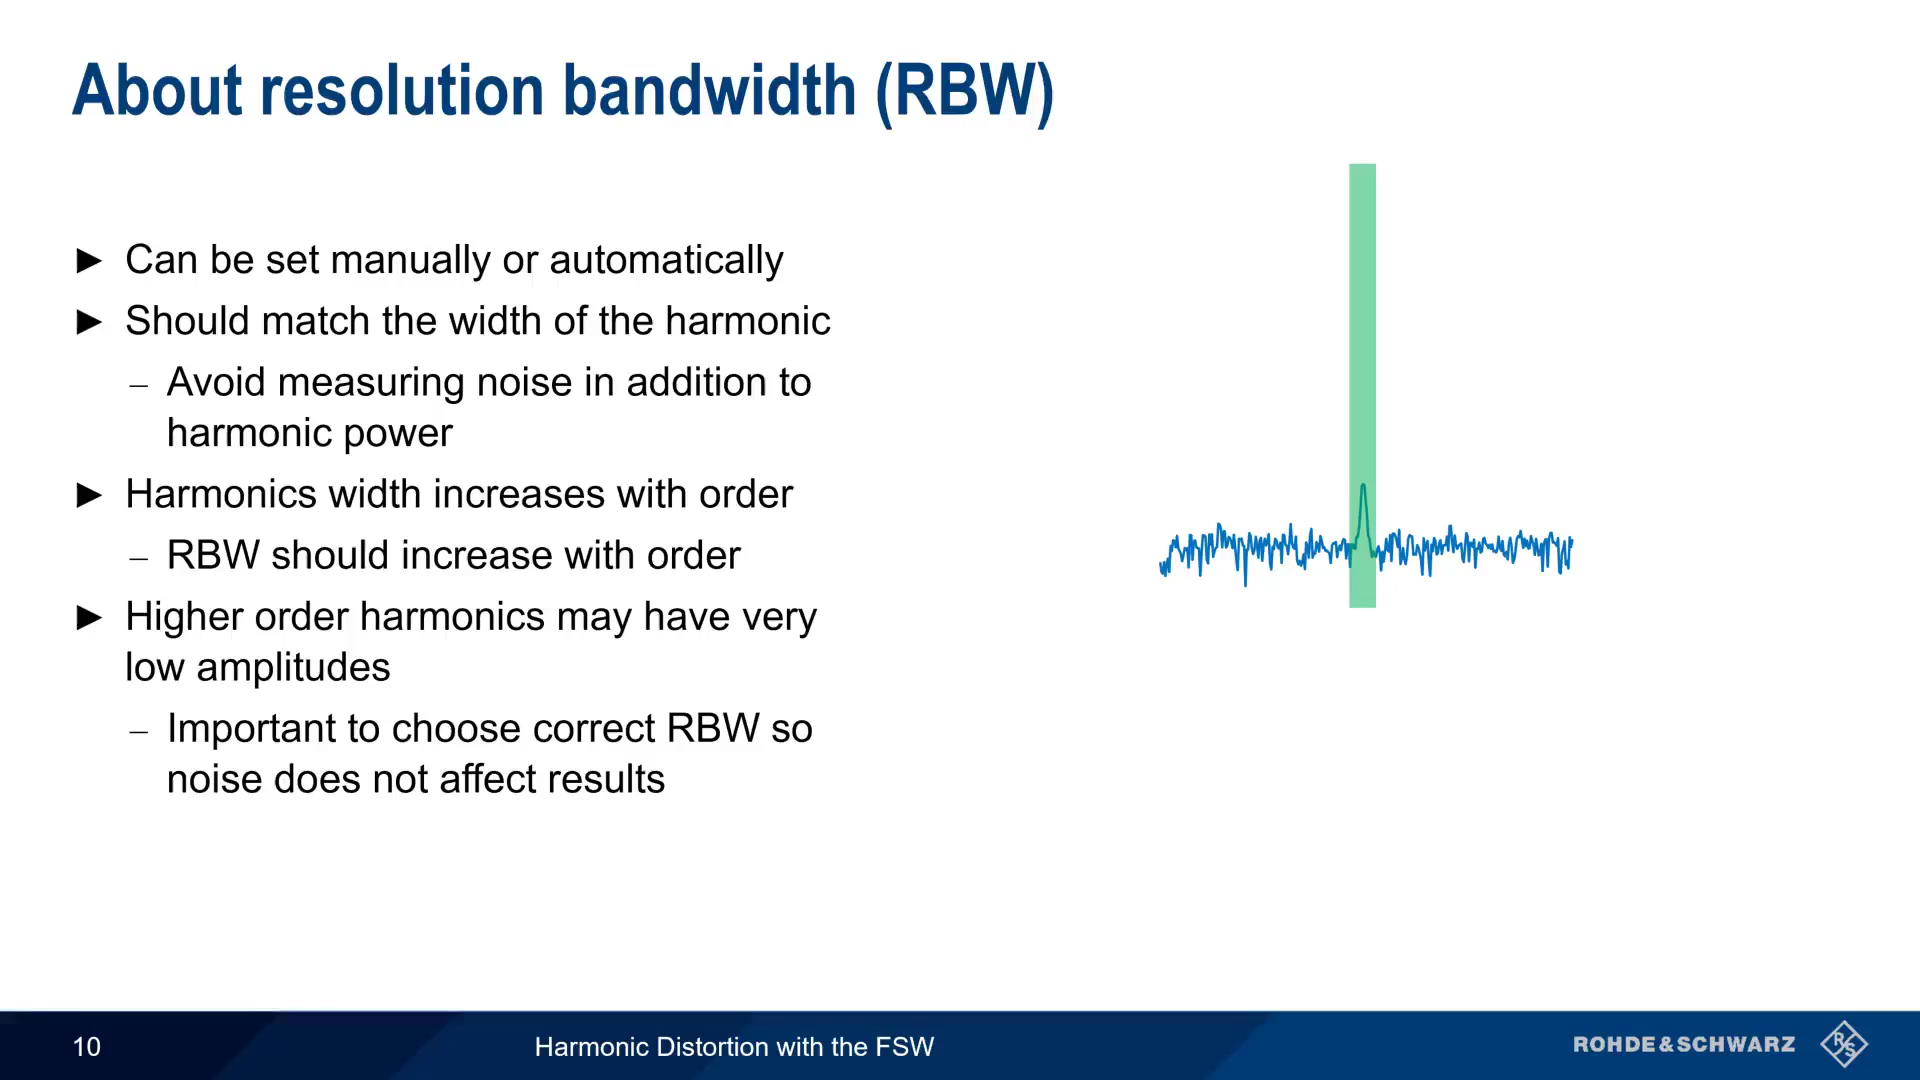 About resolution bandwidth (RBW)
► Can be set manually or automatically
► Should match the width of the harmonic
– Avoid measuring noise in addition to
harmonic power
► Harmonics width increases with order
– RBW should increase with order
► Higher order harmonics may have very
low amplitudes
– Important to choose correct RBW so
noise does not affect results
10
Harmonic Distortion with the FSW
ROHDE&SCHWARZ
R&S